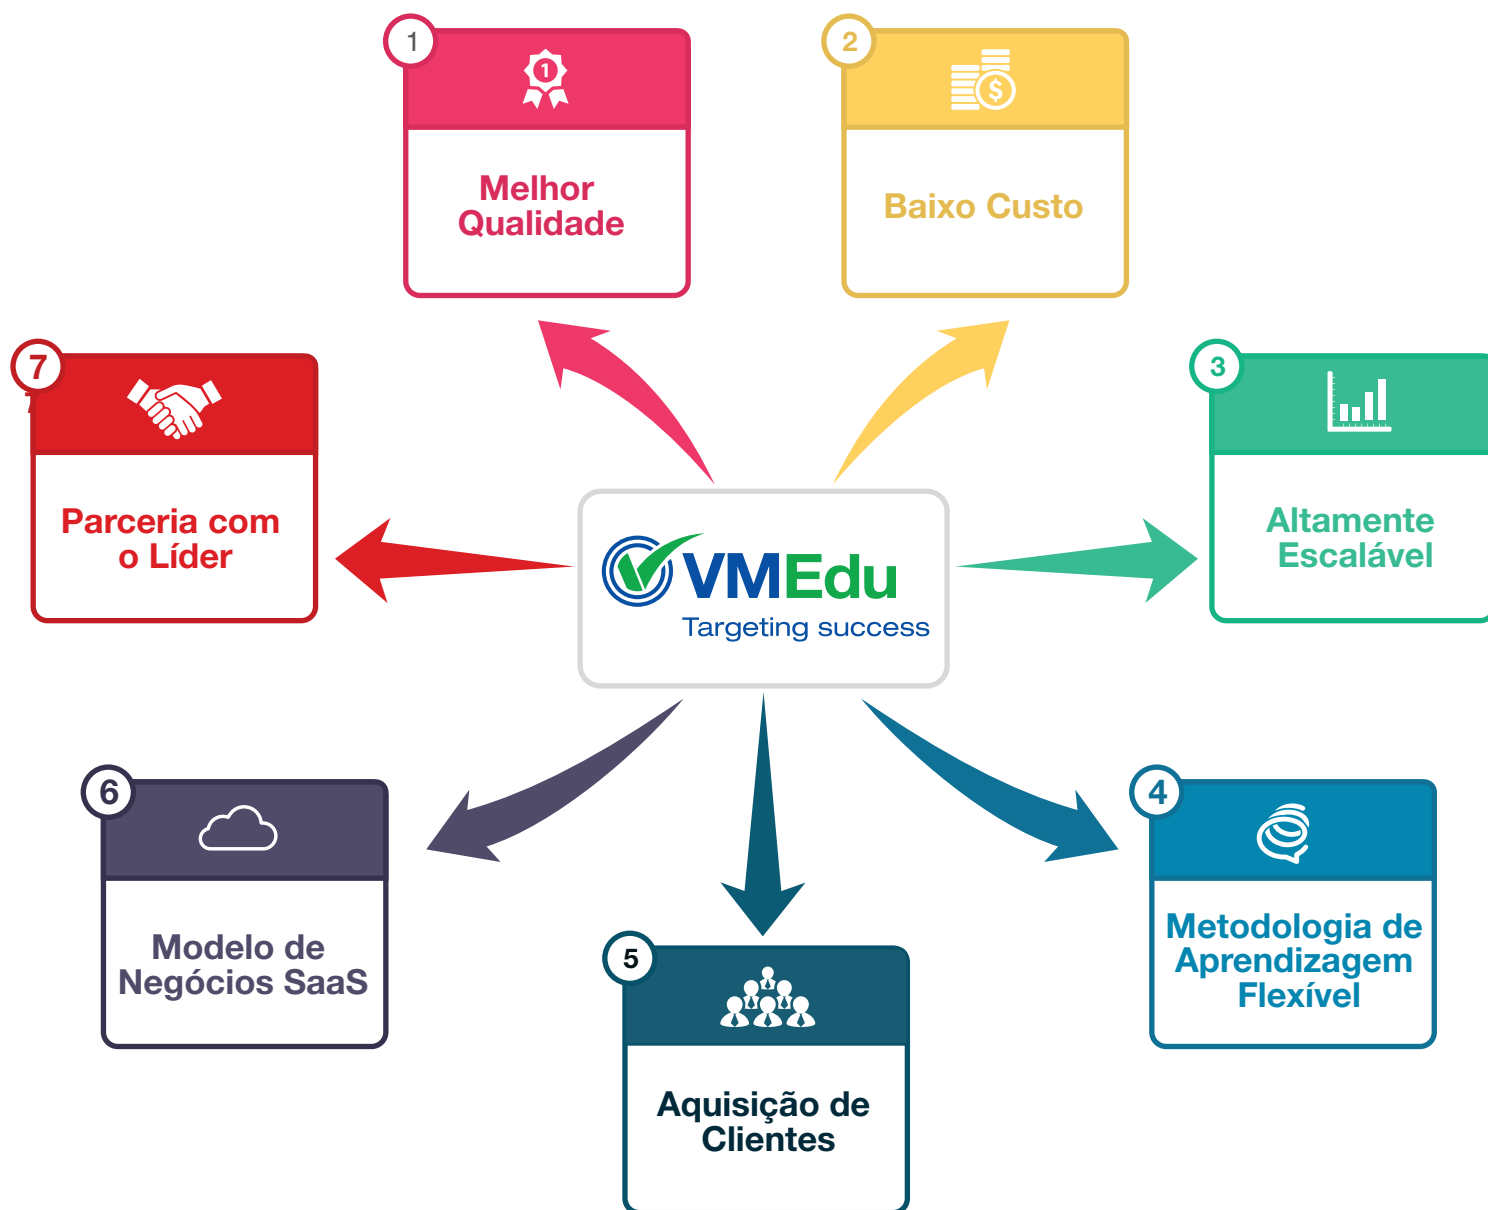 1
1
Melhor
Qualidade
2
$
Baixo Custo
3
Altamente
Escalável
4
Metodologia de
Aprendizagem
Flexível
5
Aquisição de
Clientes
6
Modelo de
Negócios SaaS
7
Parceria com
o Líder
VMEdu
Targeting success